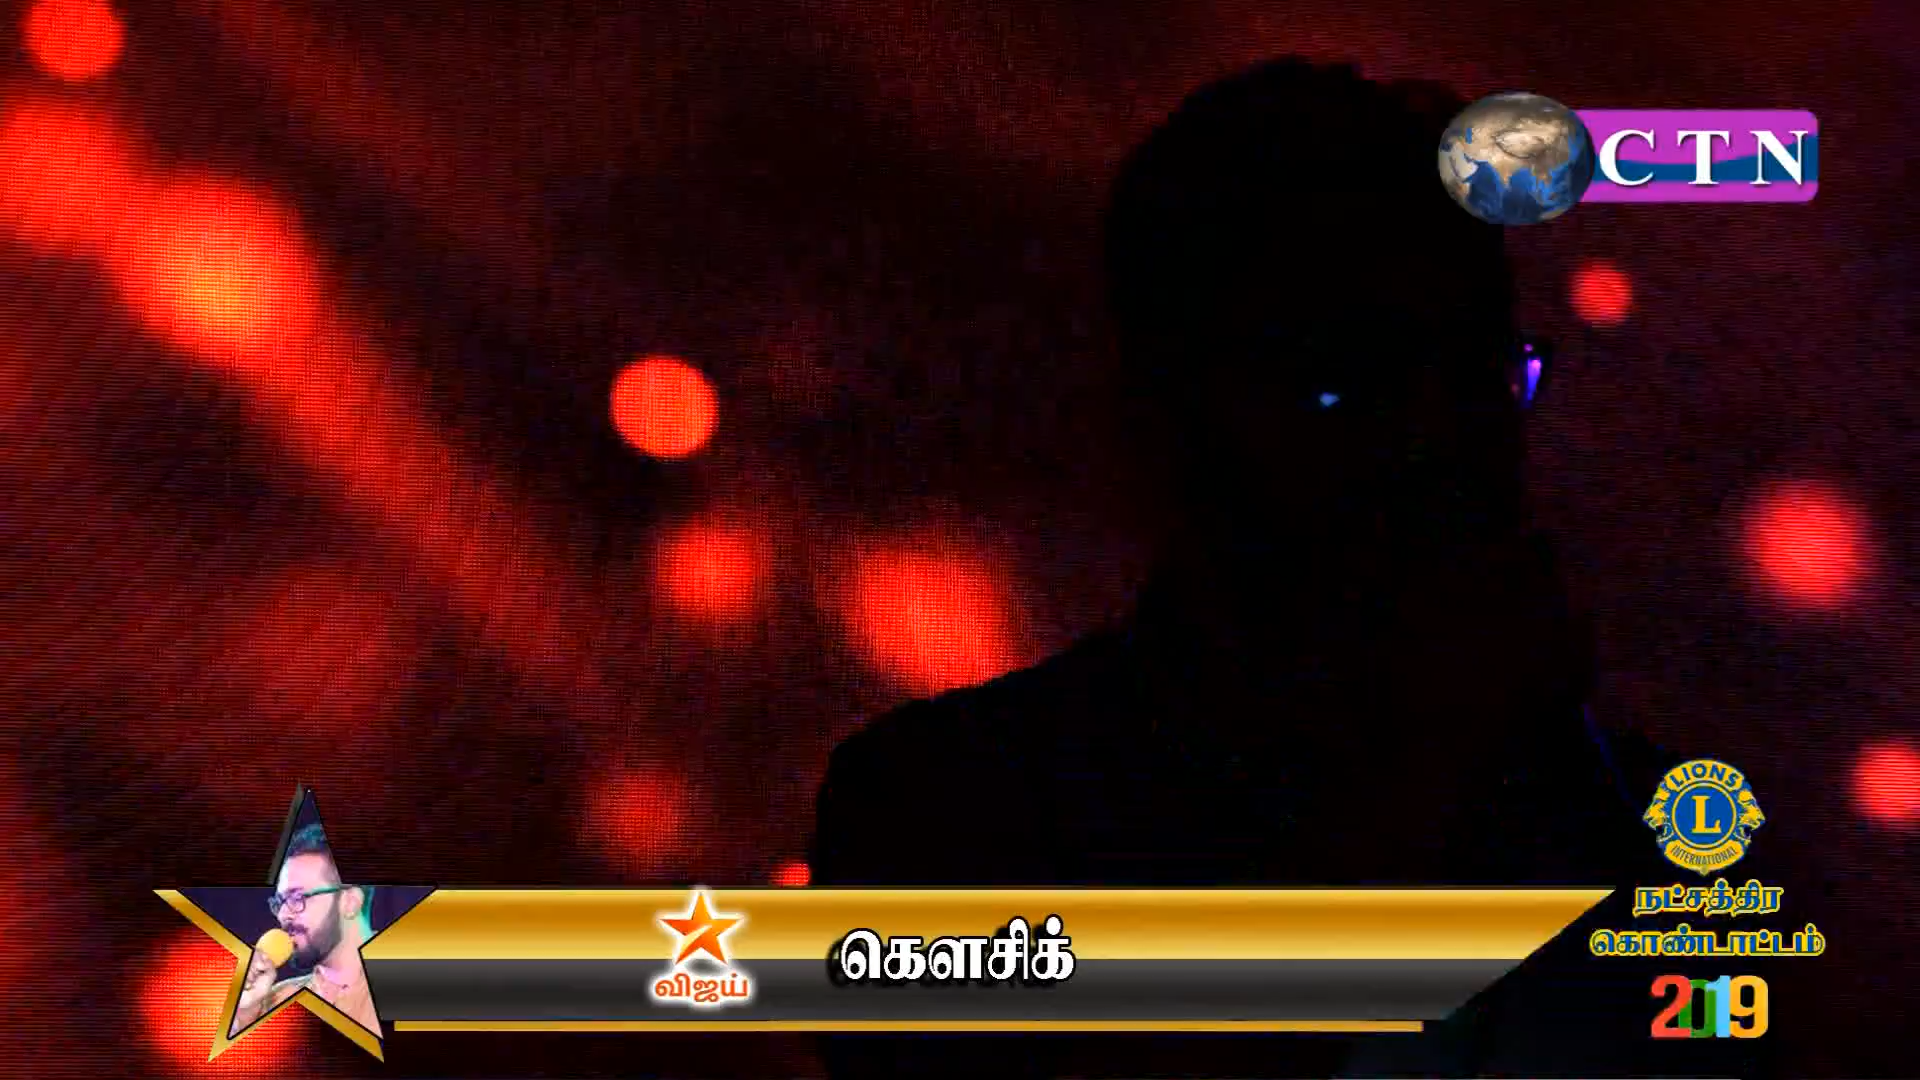 CTN
LIONS
L
INTERNATIONAL
நட்சத்திர
கொண்டாட்டம்
2019
விஜய்
கௌசிக்